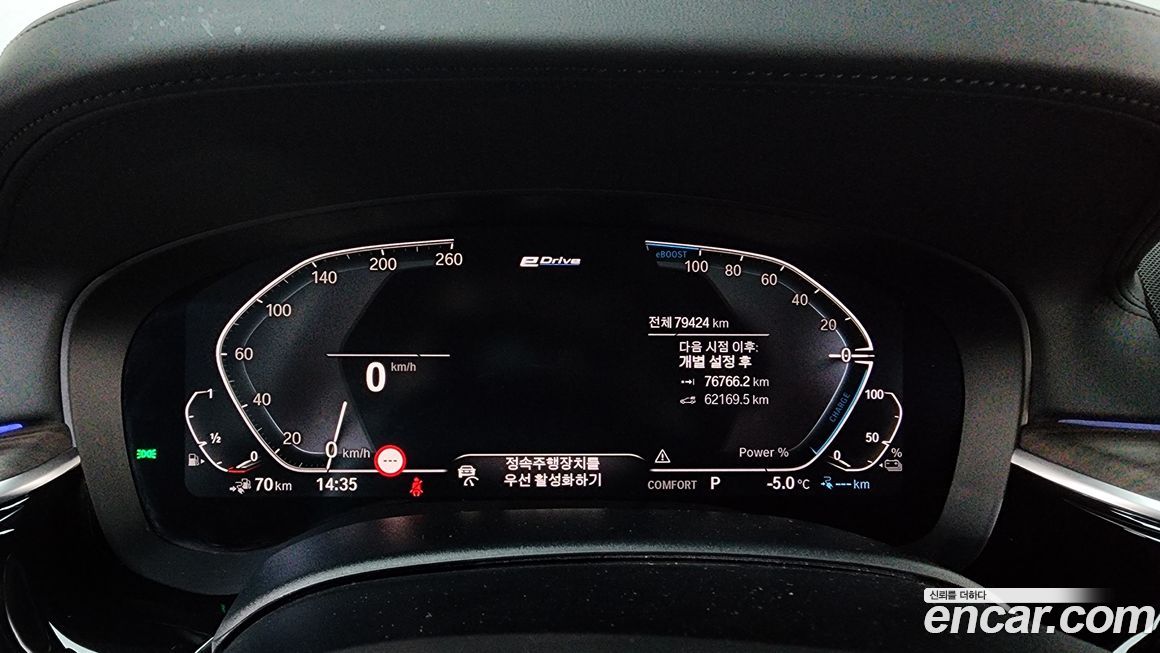 eDrive
260
200
140
100
60
40
20
0
km/h
0 km/h
eBOOST
100
80
60
40
20
0
CHARGE
Power %
전체 79424 km
다음 시점 이후:
개별 설정 후
76766.2 km
62169.5 km
1
½
0
100
50
0
%
70 km
14:35
---
정속주행장치를
우선 활성화하기
COMFORT P
-5.0 °C
--- km
신뢰를 더하다
encar.com